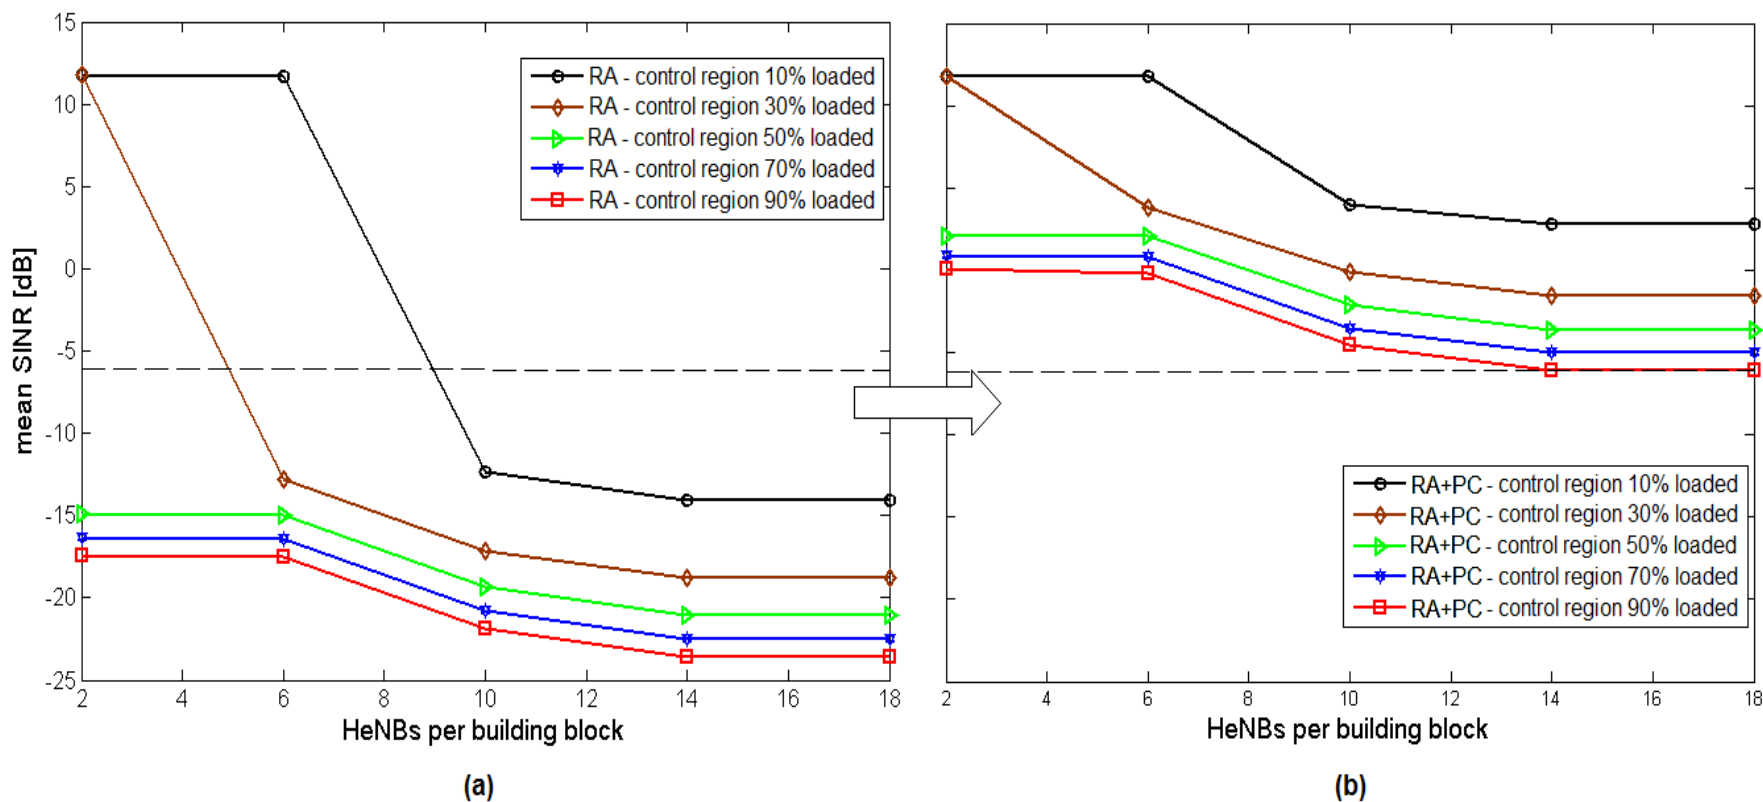 15
10
5
0
-5
-10
-15
-20
-25
mean SINR [dB]
2 4 6 8 10 12 14 16 18
HeNBs per building block
RA - control region 10% loaded
RA - control region 30% loaded
RA - control region 50% loaded
RA - control region 70% loaded
RA - control region 90% loaded
(a)
2 4 6 8 10 12 14 16 18
HeNBs per building block
RA+PC - control region 10% loaded
RA+PC - control region 30% loaded
RA+PC - control region 50% loaded
RA+PC - control region 70% loaded
RA+PC - control region 90% loaded
(b)